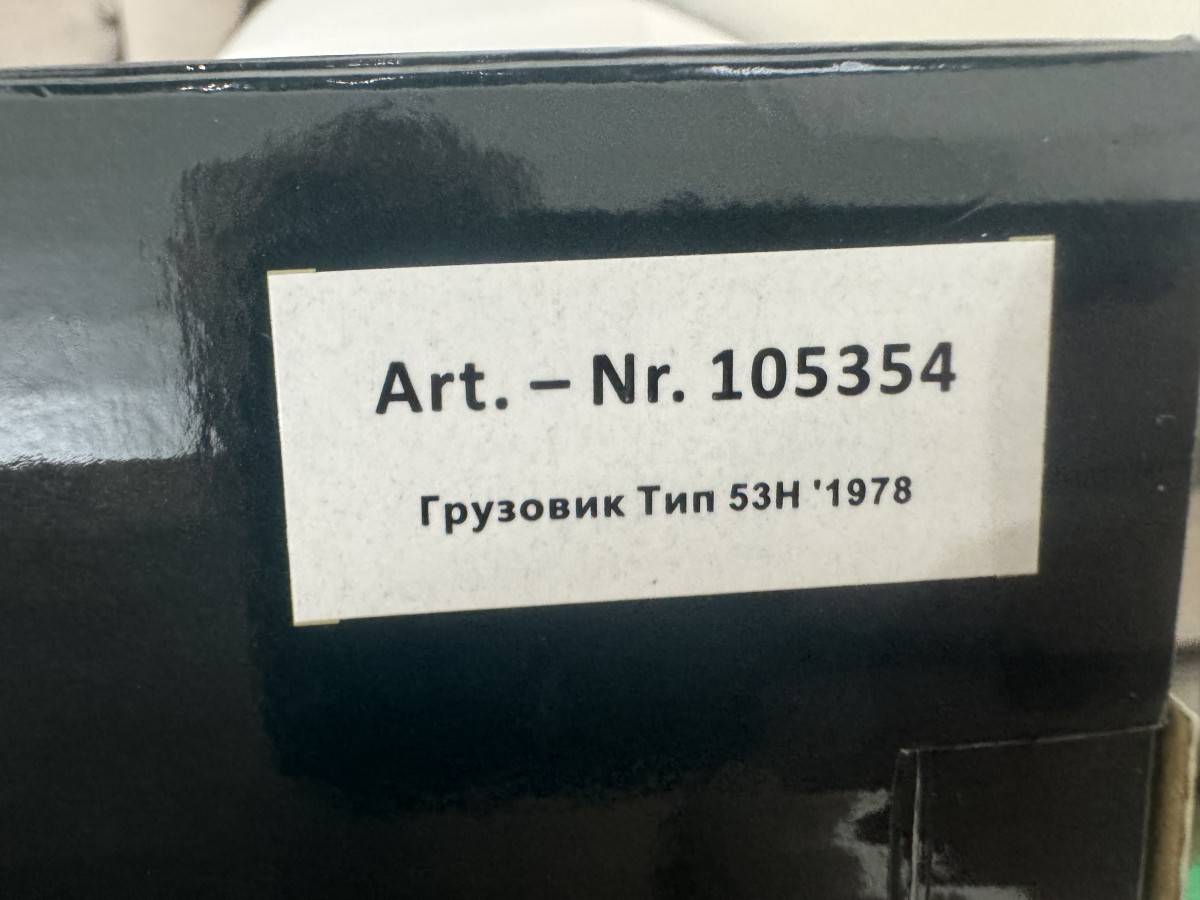 Art. – Nr. 105354
Грузовик Тип 53Н '1978